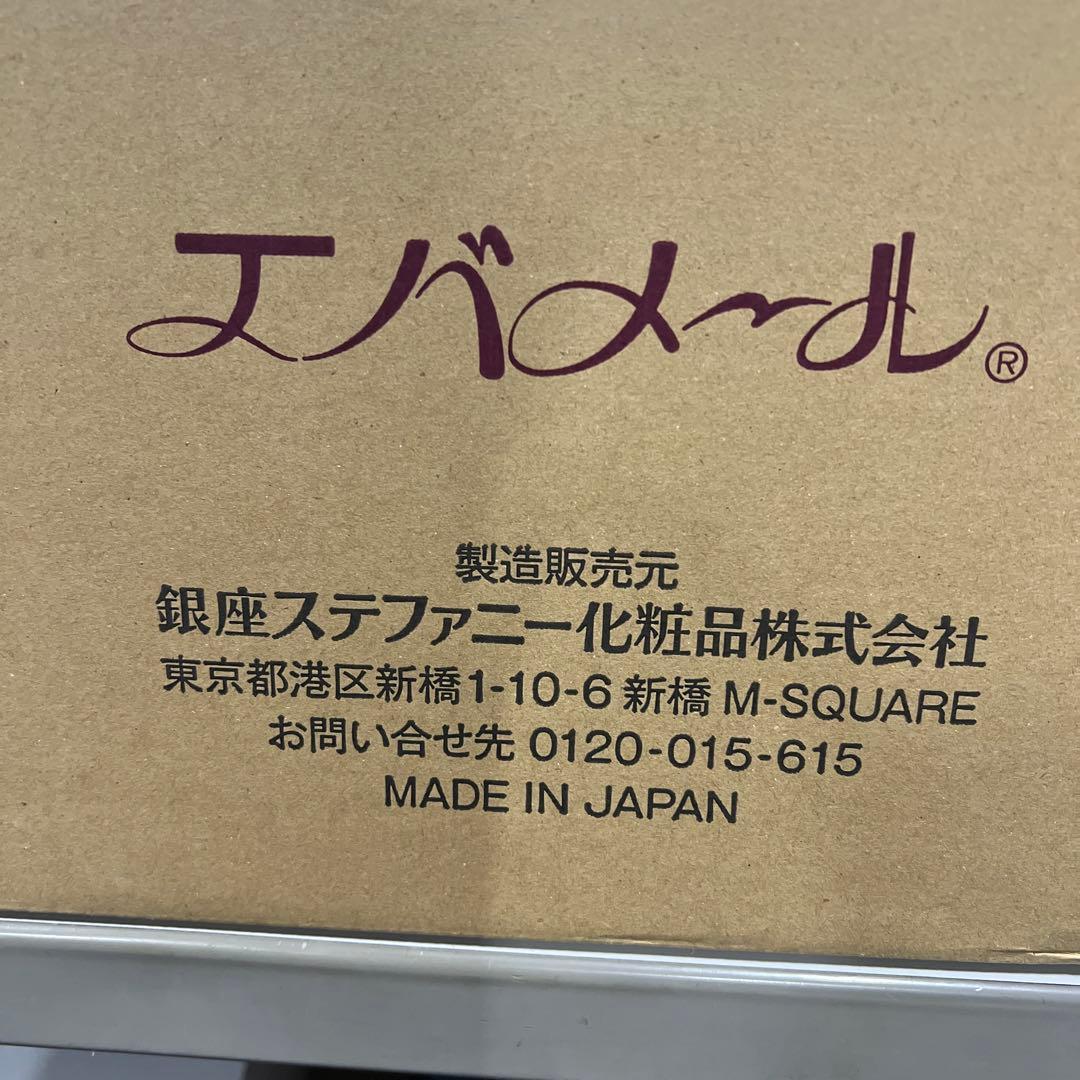 エバメール®
製造販売元
銀座ステファニー化粧品株式会社
東京都港区新橋1-10-6 新橋 M-SQUARE
お問い合せ先 0120-015-615
MADE IN JAPAN